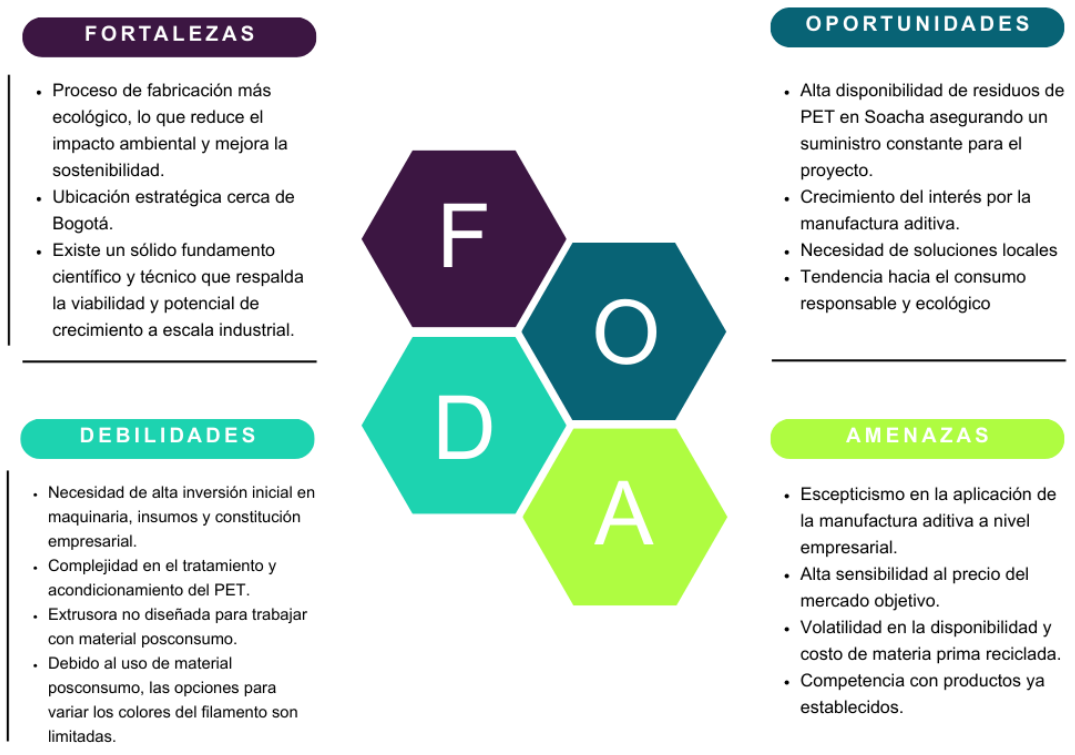 FORTALEZAS
Proceso de fabricación más
ecológico, lo que reduce el
impacto ambiental y mejora la
sostenibilidad.
Ubicación estratégica cerca de
Bogotá.
Existe un sólido fundamento
científico y técnico que respalda
la viabilidad y potencial de
crecimiento a escala industrial.
OPORTUNIDADES
Alta disponibilidad de residuos de
PET en Soacha asegurando un
suministro constante para el
proyecto.
Crecimiento del interés por la
manufactura aditiva.
Necesidad de soluciones locales
Tendencia hacia el consumo
responsable y ecológico
F
O
D
A
DEBILIDADES
Necesidad de alta inversión inicial en
maquinaria, insumos y constitución
empresarial.
Complejidad en el tratamiento y
acondicionamiento del PET.
Extrusora no diseñada para trabajar
con material posconsumo.
Debido al uso de material
posconsumo, las opciones para
variar los colores del filamento son
limitadas.
AMENAZAS
Escepticismo en la aplicación de
la manufactura aditiva a nivel
empresarial.
Alta sensibilidad al precio del
mercado objetivo.
Volatilidad en la disponibilidad y
costo de materia prima reciclada.
Competencia con productos ya
establecidos.